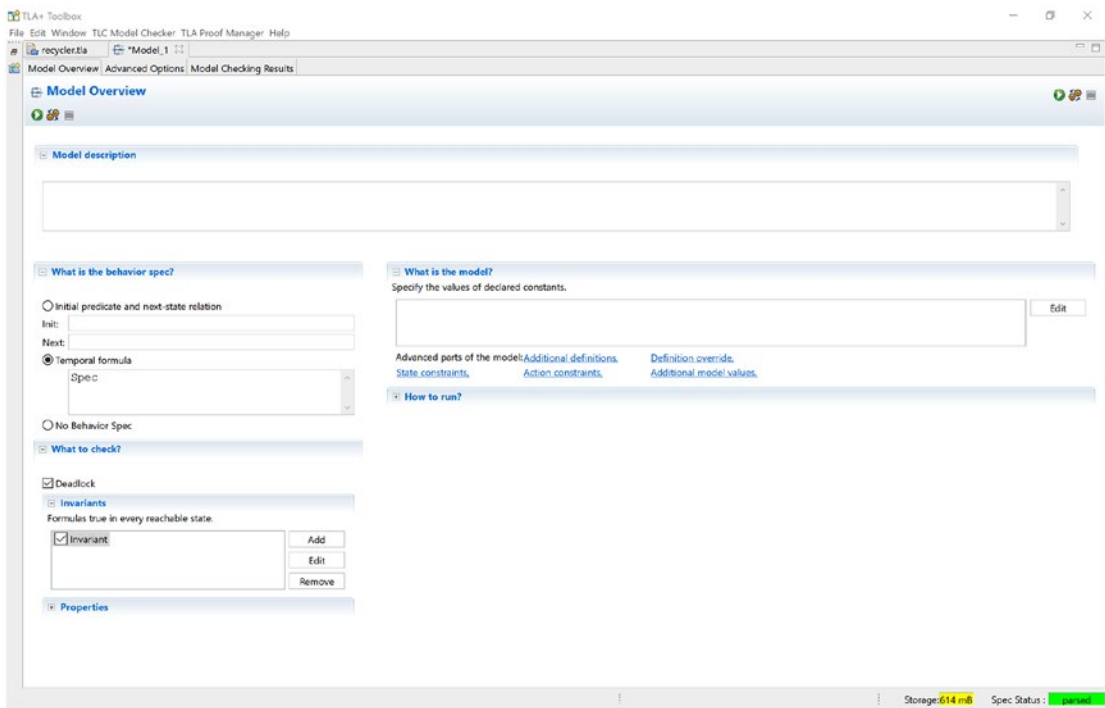 TLA+ Toolbox
File Edit Window TLC Model Checker TLA Proof Manager Help
recycler.tla *Model_1
Model Overview Advanced Options Model Checking Results
Model Overview
Model description
What is the behavior spec?
Initial predicate and next-state relation
Init:
Next:
Temporal formula
Spec
No Behavior Spec
What to check?
Deadlock
Invariants
Formulas true in every reachable state.
Invariant
Add
Edit
Remove
Properties
What is the model?
Specify the values of declared constants.
Edit
Advanced parts of the model: Additional definitions. Definition override.
State constraints. Action constraints. Additional model values.
How to run?
Storage:614 mB Spec Status : parsed